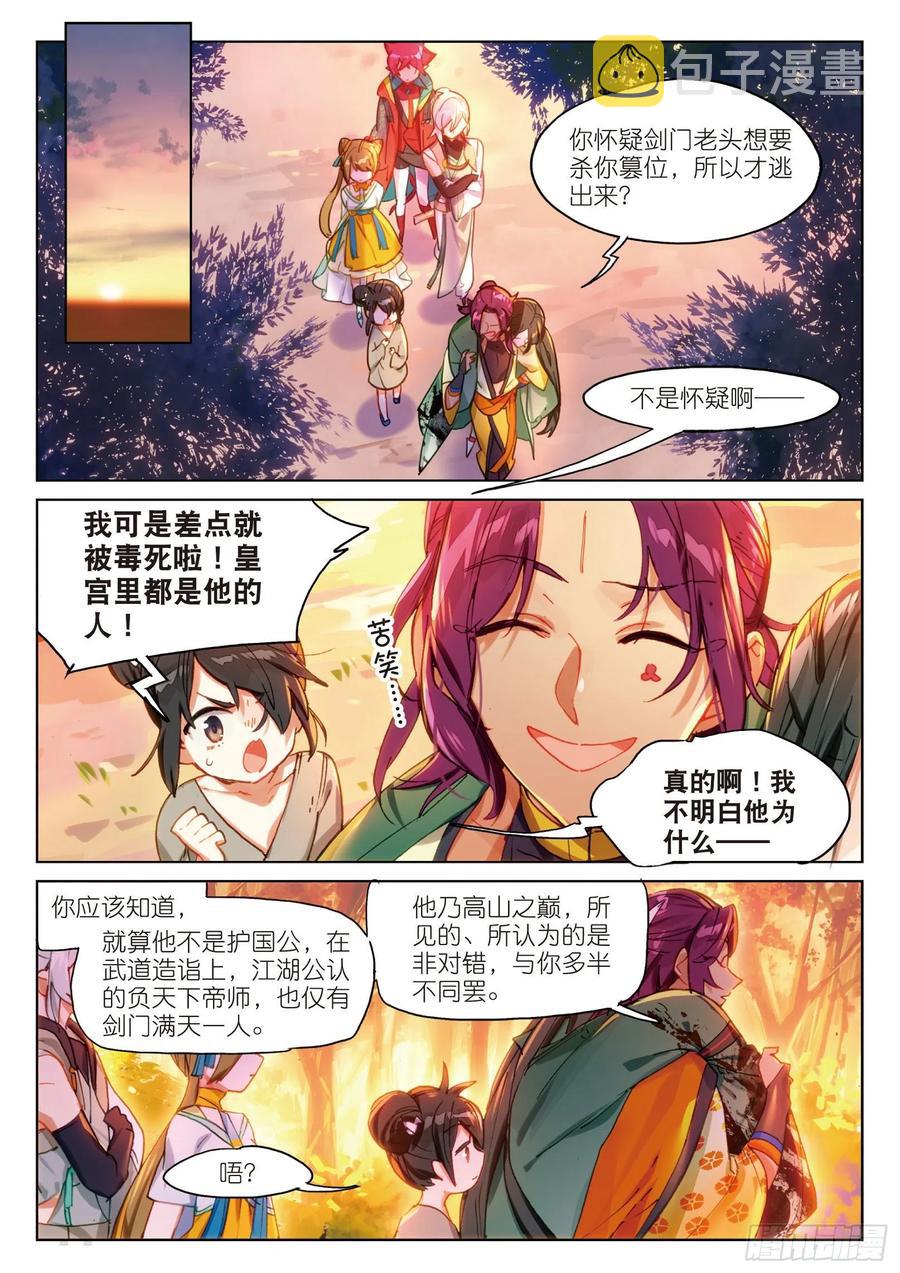 包子漫畫
你怀疑剑门老头想要
杀你篡位，所以才逃
出来？
不是怀疑啊——
我可是差点就
被毒死啦！皇
宫里都是他的
人！
苦笑……
真的啊！我
不明白他为
什么——
你应该知道，
就算他不是护国公，在
武道造诣上，江湖公认
的负天下帝师，也仅有
剑门满天一人。
他乃高山之巅，所
见的、所认为的是
非对错，与你多半
不同罢。
唔？
腾讯动漫